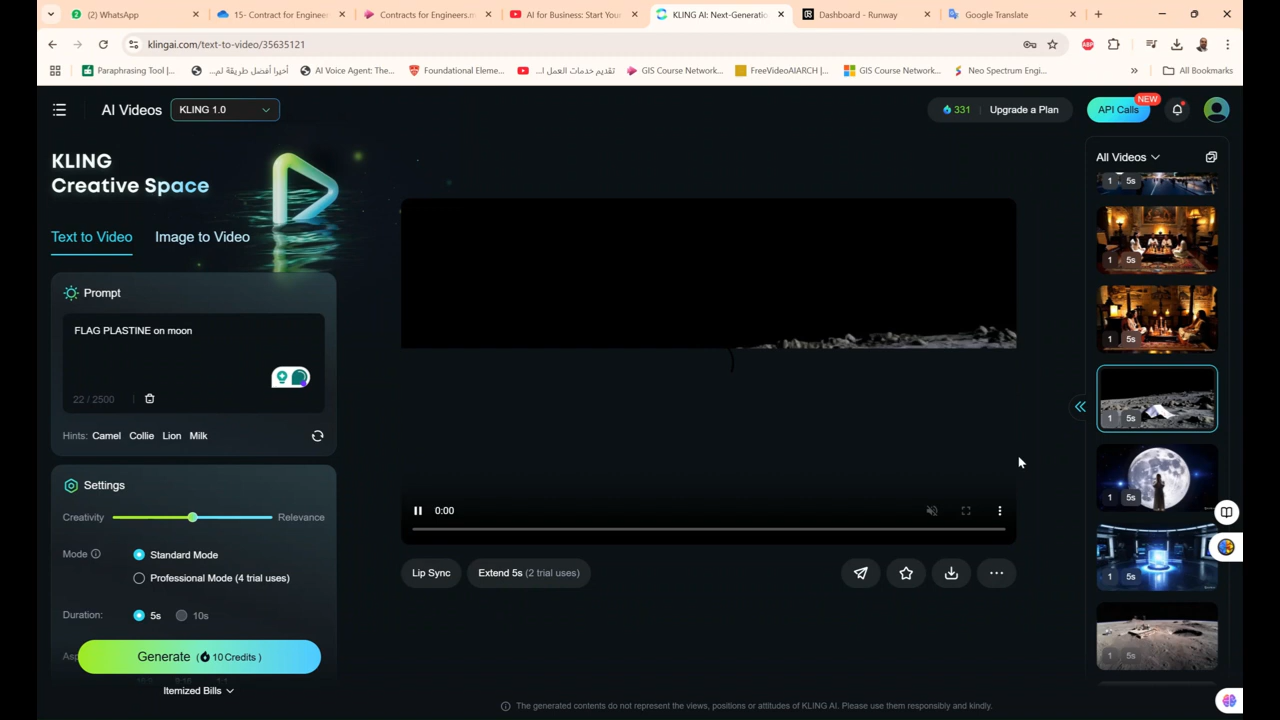 (2) WhatsApp
15- Contract for Engineer
Contracts for Engineers.m
AI for Business: Start Your
KLING AI: Next-Generatio
Dashboard - Runway
Google Translate
klingai.com/text-to-video/35635121
Paraphrasing Tool |...
أخيرا أفضل طريقة لم...
AI Voice Agent: The...
Foundational Eleme...
تقديم خدمات العمل ا...
GIS Course Network...
FreeVideoAIARCH |...
GIS Course Network...
Neo Spectrum Engi...
All Bookmarks
AI Videos
KLING 1.0
331
Upgrade a Plan
API Calls
NEW
KLING
Creative Space
Text to Video
Image to Video
Prompt
FLAG PLASTINE on moon
22 / 2500
Hints: Camel Collie Lion Milk
Settings
Creativity
Relevance
Mode
Standard Mode
Professional Mode (4 trial uses)
Duration:
5s
10s
Generate ( 10 Credits )
Itemized Bills
0:00
Lip Sync
Extend 5s (2 trial uses)
All Videos
1 5s
1 5s
1 5s
1 5s
1 5s
1 5s
1 5s
The generated contents do not represent the views, positions or attitudes of KLING AI. Please use them responsibly and kindly.